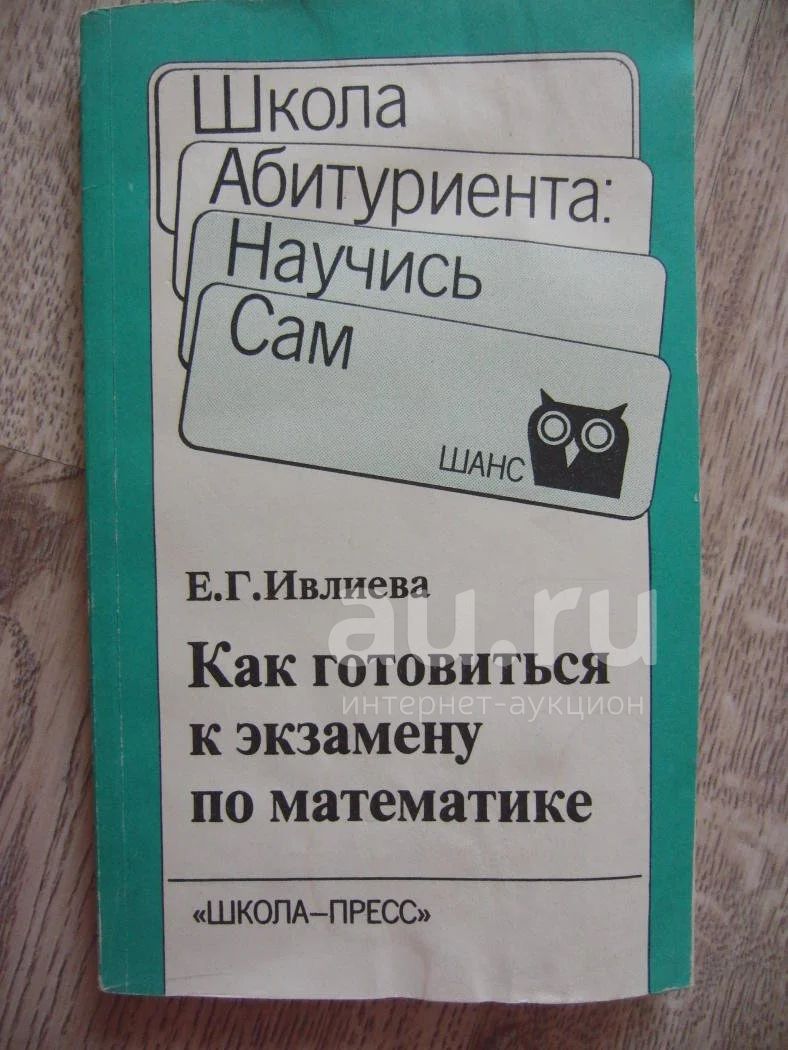 Школа
Абитуриента:
Научись
Сам
ШАНС
Е.Г.Ивлиева
au.ru
Как готовиться
интернет-аукцион
к экзамену
по математике
«ШКОЛА–ПРЕСС»